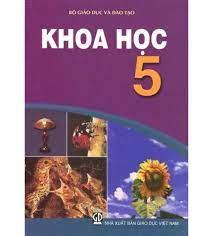 BỘ GIÁO DỤC VÀ ĐÀO TẠO
KHOA HỌC
5
NHÀ XUẤT BẢN GIÁO DỤC VIỆT NAM